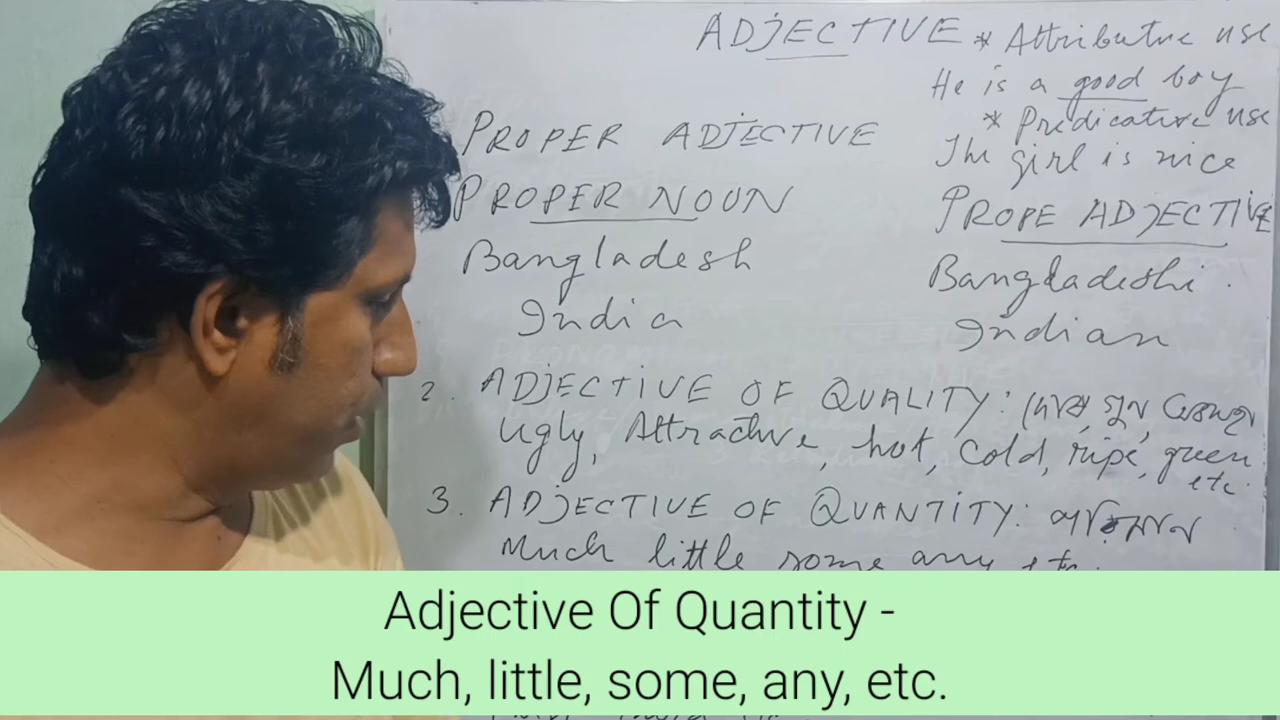 ADJECTIVE * Attributive use
He is a good boy
* Predicative use
The girl is nice
PROPER ADJECTIVE
PROPER NOUN PROPE ADJECTIVE
Bangladesh Bangladeshi
India Indian
2. ADJECTIVE OF QUALITY: গুন
Ugly, Attractive, hot, Cold, ripe, green
etc.
3. ADJECTIVE OF QUANTITY:
Much little some any etc.
Adjective Of Quantity -
Much, little, some, any, etc.